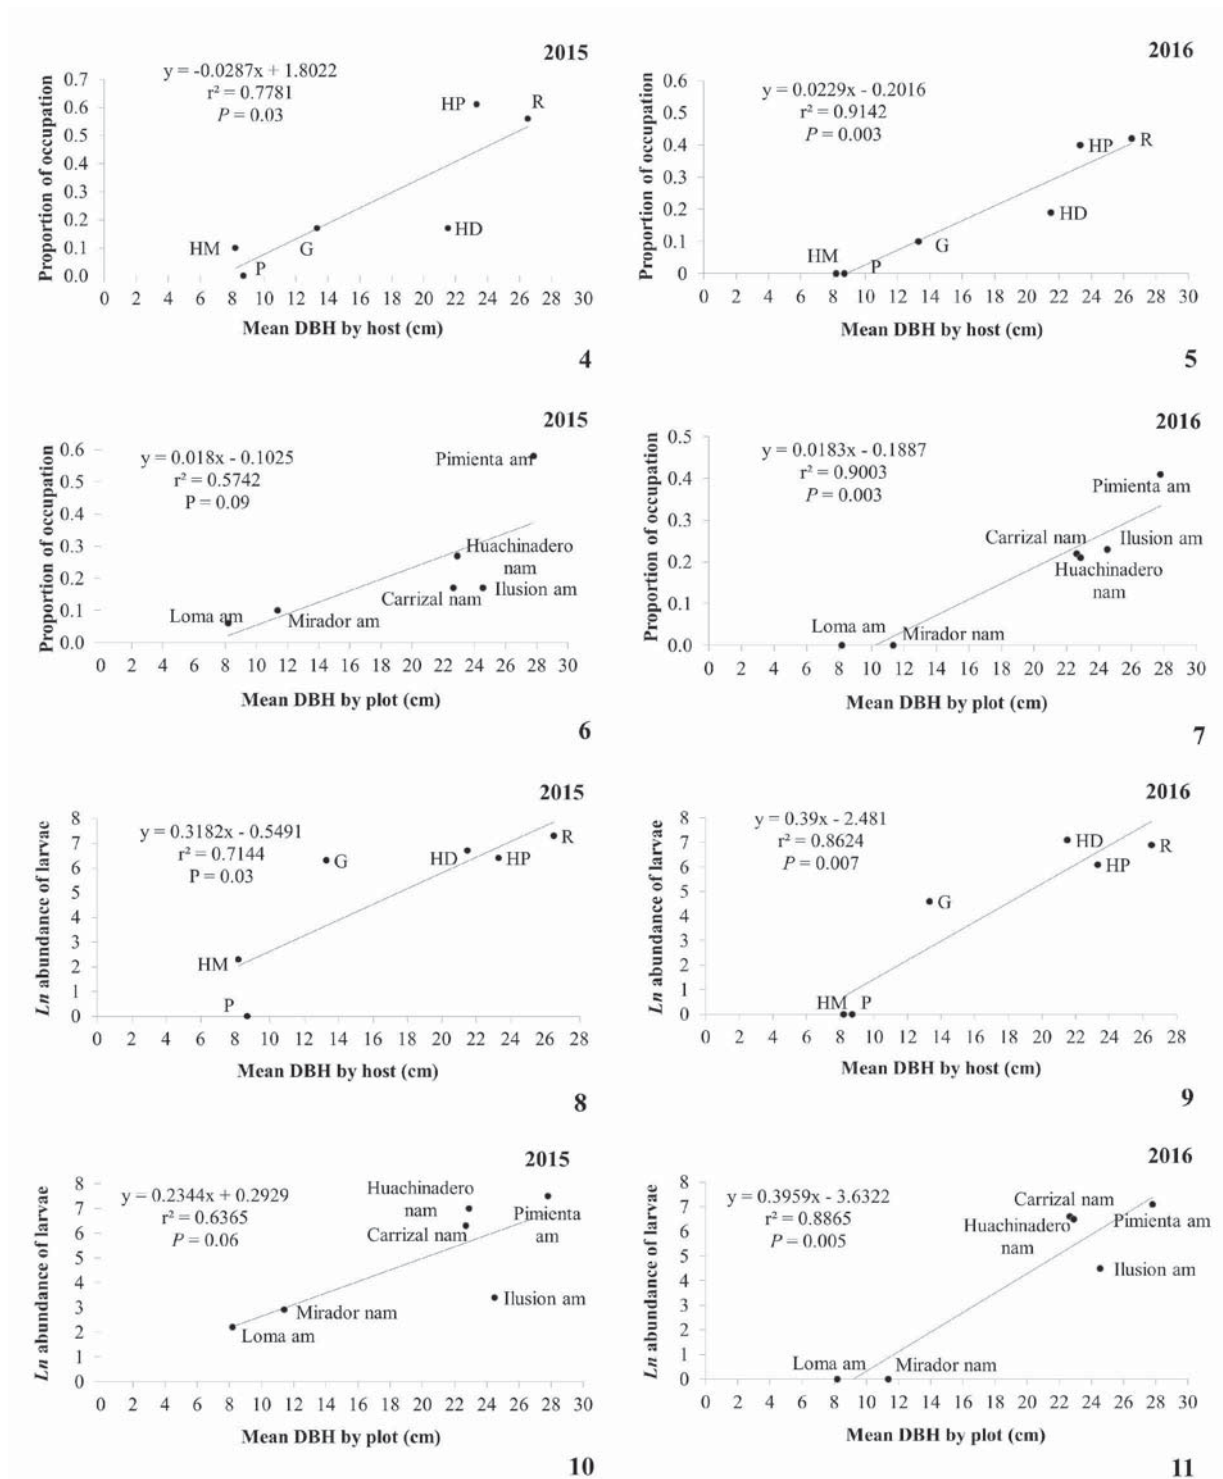 2015
y = -0.0287x + 1.8022
r² = 0.7781
P = 0.03
Proportion of occupation
0.7
0.6
0.5
0.4
0.3
0.2
0.1
0.0
HP
R
HD
HM
G
P
0 2 4 6 8 10 12 14 16 18 20 22 24 26 28 30
Mean DBH by host (cm)
4
2016
y = 0.0229x - 0.2016
r² = 0.9142
P = 0.003
Proportion of occupation
0.6
0.5
0.4
0.3
0.2
0.1
0
HP
R
HD
G
HM
P
0 2 4 6 8 10 12 14 16 18 20 22 24 26 28 30
Mean DBH by host (cm)
5
2015
y = 0.018x - 0.1025
r² = 0.5742
P = 0.09
Proportion of occupation
0.6
0.5
0.4
0.3
0.2
0.1
0.0
Pimienta am
Huachinadero
nam
Carrizal nam
Ilusion am
Loma am
Mirador am
0 2 4 6 8 10 12 14 16 18 20 22 24 26 28 30
Mean DBH by plot (cm)
6
2016
y = 0.0183x - 0.1887
r² = 0.9003
P = 0.003
Proportion of occupation
0.5
0.4
0.3
0.2
0.1
0.0
Pimienta am
Carrizal nam
Ilusion am
Huachinadero
nam
Loma am
Mirador nam
0 2 4 6 8 10 12 14 16 18 20 22 24 26 28 30
Mean DBH by plot (cm)
7
2015
y = 0.3182x - 0.5491
r² = 0.7144
P = 0.03
Ln abundance of larvae
8
7
6
5
4
3
2
1
0
G
HD
HP
R
HM
P
0 2 4 6 8 10 12 14 16 18 20 22 24 26 28
Mean DBH by host (cm)
8
2016
y = 0.39x - 2.481
r² = 0.8624
P = 0.007
Ln abundance of larvae
8
7
6
5
4
3
2
1
0
HD
R
HP
G
HM
P
0 2 4 6 8 10 12 14 16 18 20 22 24 26 28
Mean DBH by host (cm)
9
2015
y = 0.2344x + 0.2929
r² = 0.6365
P = 0.06
Ln abundance of larvae
8
7
6
5
4
3
2
1
0
Huachinadero
nam
Carrizal nam
Pimienta
am
Ilusion am
Mirador nam
Loma am
0 2 4 6 8 10 12 14 16 18 20 22 24 26 28 30
Mean DBH by plot (cm)
10
2016
y = 0.3959x - 3.6322
r² = 0.8865
P = 0.005
Ln abundance of larvae
8
7
6
5
4
3
2
1
0
Carrizal nam
Huachinadero
nam
Pimienta am
Ilusion am
Loma am
Mirador nam
0 2 4 6 8 10 12 14 16 18 20 22 24 26 28 30
Mean DBH by plot (cm)
11